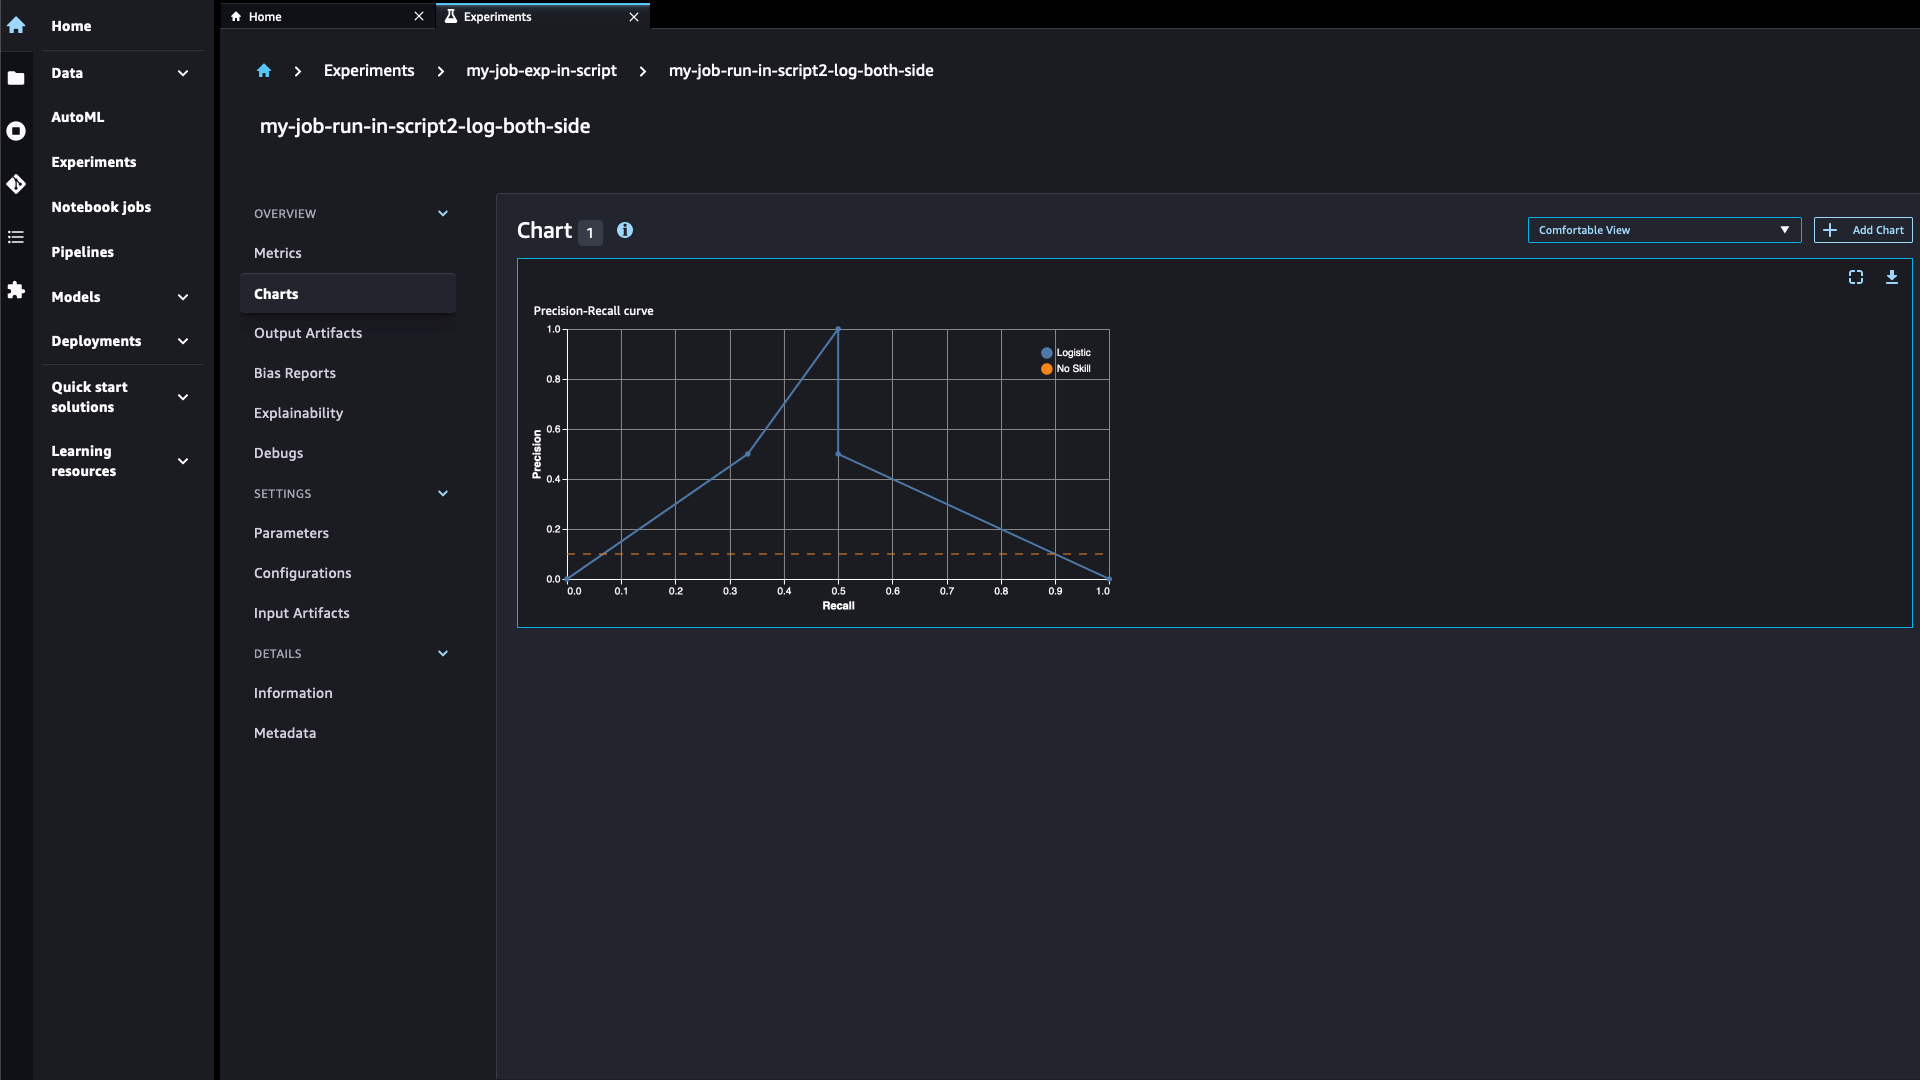 Home
Data
AutoML
Experiments
Notebook jobs
Pipelines
Models
Deployments
Quick start
solutions
Learning
resources
Home
Experiments
Experiments
my-job-exp-in-script
my-job-run-in-script2-log-both-side
my-job-run-in-script2-log-both-side
OVERVIEW
Metrics
Charts
Output Artifacts
Bias Reports
Explainability
Debugs
SETTINGS
Parameters
Configurations
Input Artifacts
DETAILS
Information
Metadata
Chart 1
Comfortable View
Add Chart
Precision-Recall curve
Precision
1.0
0.8
0.6
0.4
0.2
0.0
Logistic
No Skill
0.0 0.1 0.2 0.3 0.4 0.5 0.6 0.7 0.8 0.9 1.0
Recall